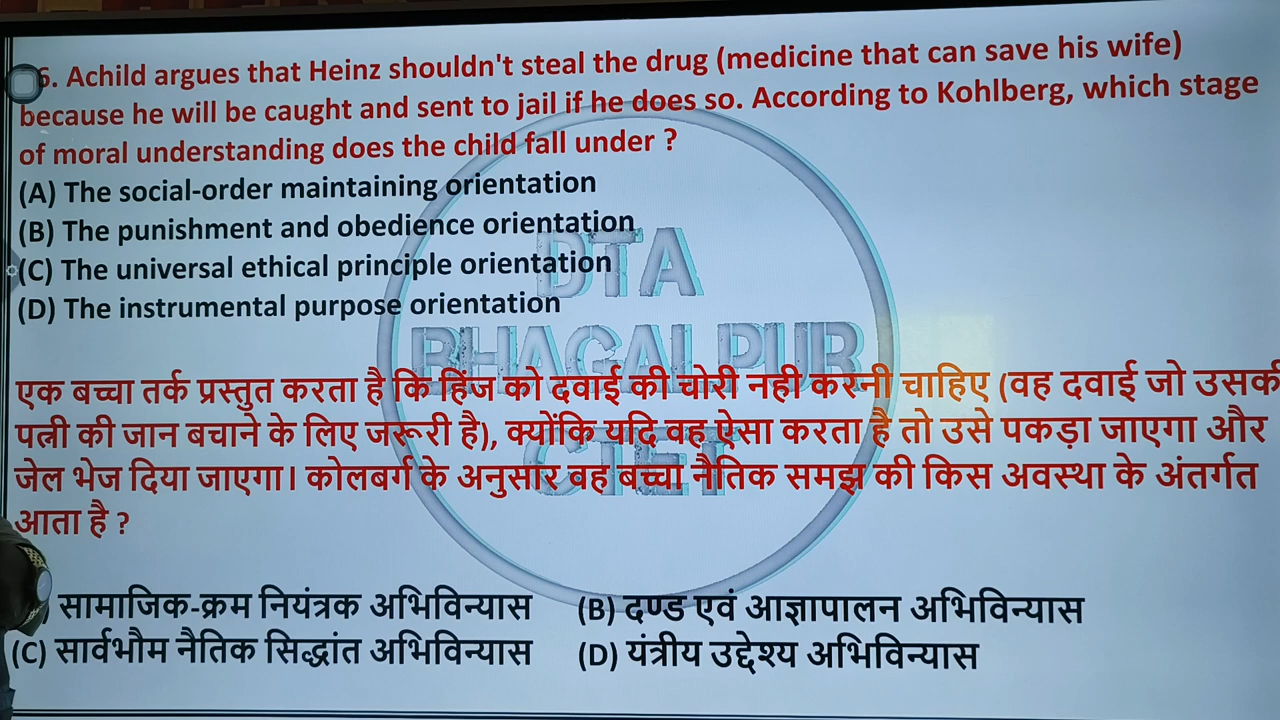 6. Achild argues that Heinz shouldn't steal the drug (medicine that can save his wife)
because he will be caught and sent to jail if he does so. According to Kohlberg, which stage
of moral understanding does the child fall under ?
(A) The social-order maintaining orientation
(B) The punishment and obedience orientation
(C) The universal ethical principle orientation
(D) The instrumental purpose orientation
DTA
BHAGALPUR
CTET
एक बच्चा तर्क प्रस्तुत करता है कि हिंज को दवाई की चोरी नही करनी चाहिए (वह दवाई जो उसकी
पत्नी की जान बचाने के लिए जरूरी है), क्योंकि यदि वह ऐसा करता है तो उसे पकड़ा जाएगा और
जेल भेज दिया जाएगा। कोलबर्ग के अनुसार वह बच्चा नैतिक समझ की किस अवस्था के अंतर्गत
आता है ?
सामाजिक-क्रम नियंत्रक अभिविन्यास (B) दण्ड एवं आज्ञापालन अभिविन्यास
(C) सार्वभौम नैतिक सिद्धांत अभिविन्यास (D) यंत्रीय उद्देश्य अभिविन्यास